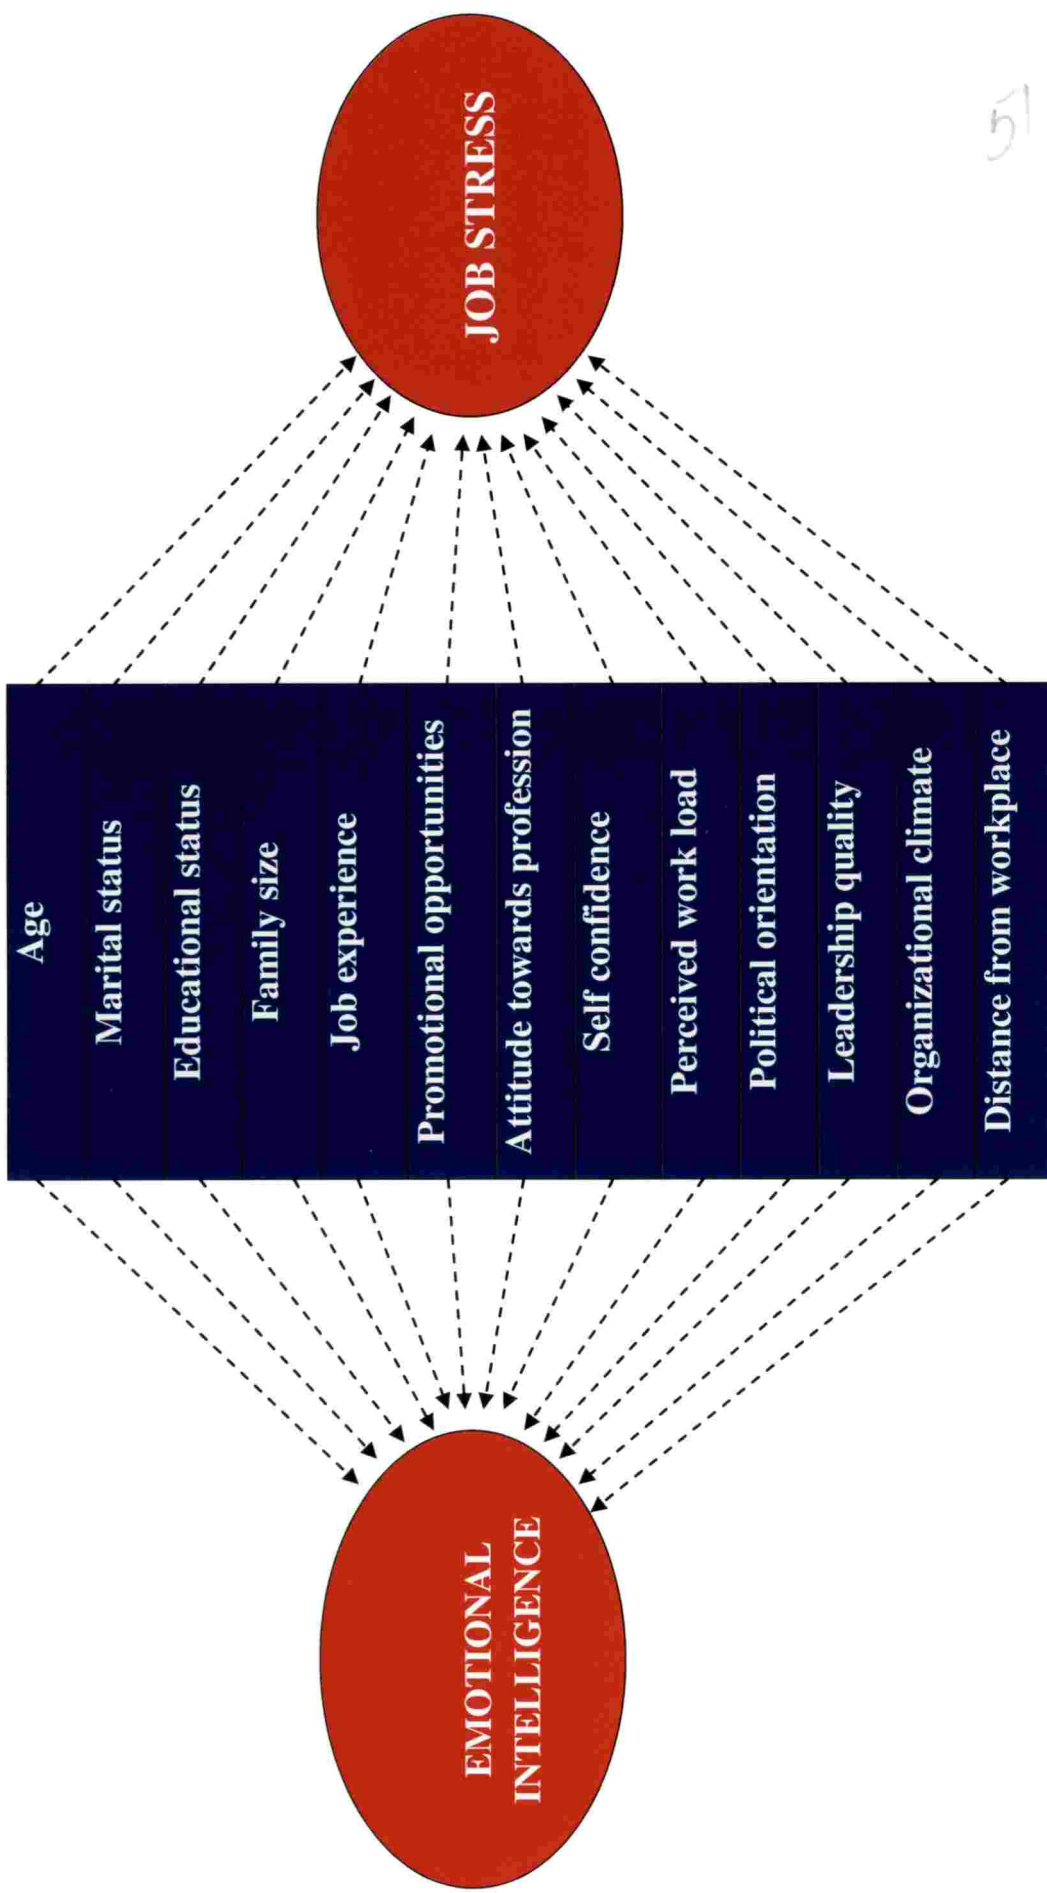 Age
Marital status
Educational status
Family size
Job experience
Promotional opportunities
Attitude towards profession
Self confidence
Perceived work load
Political orientation
Leadership quality
Organizational climate
Distance from workplace
EMOTIONAL
INTELLIGENCE
JOB STRESS
51